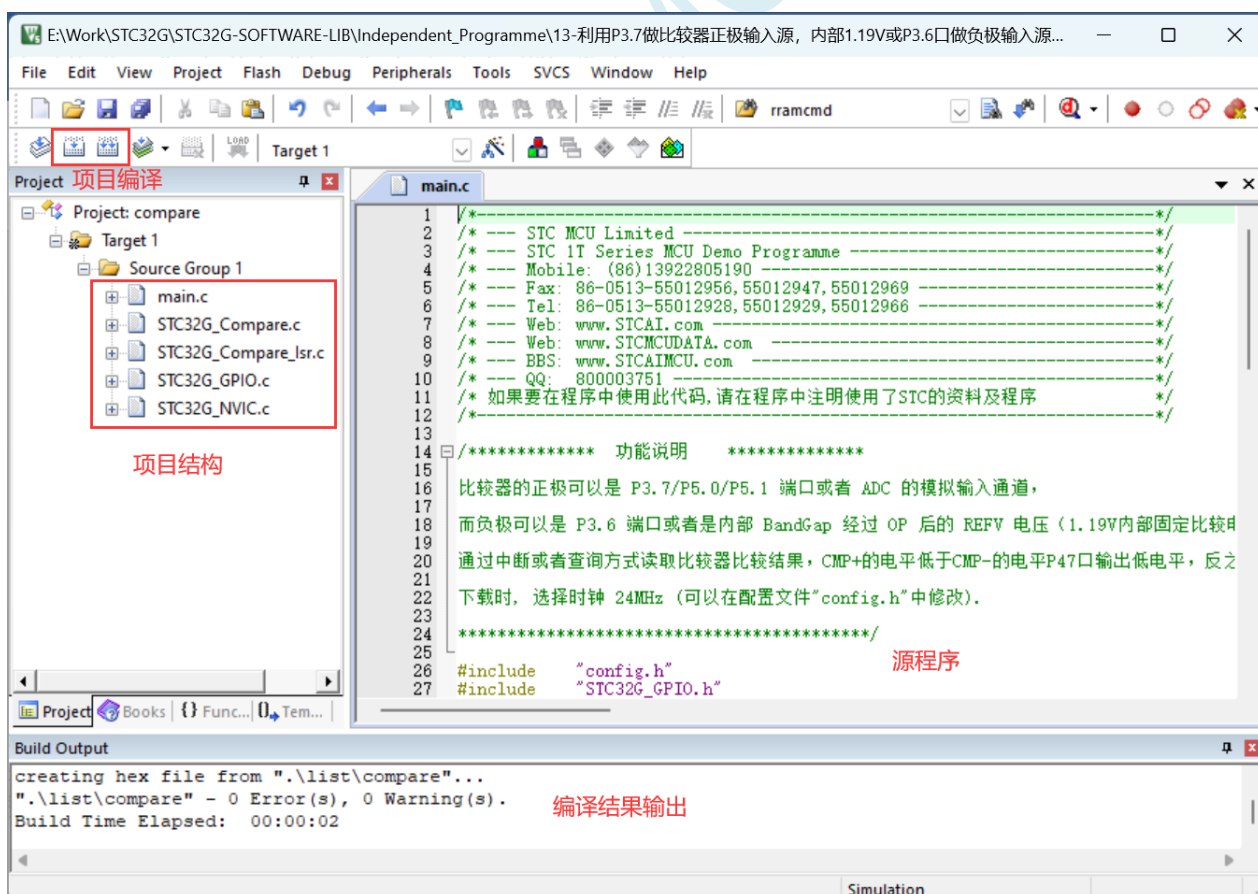 E:\Work\STC32G\STC32G-SOFTWARE-LIB\Independent_Programme\13-利用P3.7做比较器正极输入源，内部1.19V或P3.6口做负极输入源...
File Edit View Project Flash Debug Peripherals Tools SVCS Window Help
rramcmd
LOAD
Target 1
Project 项目编译
main.c
Project: compare
Target 1
Source Group 1
main.c
STC32G_Compare.c
STC32G_Compare_Isr.c
STC32G_GPIO.c
STC32G_NVIC.c
项目结构
1 /*---------------------------------------------------------------------*/
2 /* --- STC MCU Limited ------------------------------------------------*/
3 /* --- STC 1T Series MCU Demo Programme -------------------------------*/
4 /* --- Mobile: (86)13922805190 ----------------------------------------*/
5 /* --- Fax: 86-0513-55012956,55012947,55012969 ------------------------*/
6 /* --- Tel: 86-0513-55012928,55012929,55012966 ------------------------*/
7 /* --- Web: www.STCAI.com ---------------------------------------------*/
8 /* --- Web: www.STCMCUDATA.com ---------------------------------------*/
9 /* --- BBS: www.STCAIMCU.com -----------------------------------------*/
10 /* --- QQ: 800003751 -------------------------------------------------*/
11 /* 如果要在程序中使用此代码,请在程序中注明使用了STC的资料及程序 */
12 /*---------------------------------------------------------------------*/
13
14 /************* 功能说明 **************
15
16 比较器的正极可以是 P3.7/P5.0/P5.1 端口或者 ADC 的模拟输入通道，
17
18 而负极可以是 P3.6 端口或者是内部 BandGap 经过 OP 后的 REFV 电压（1.19V内部固定比较
19
20 通过中断或者查询方式读取比较器比较结果，CMP+的电平低于CMP-的电平P47口输出低电平，反之
21
22 下载时, 选择时钟 24MHz (可以在配置文件"config.h"中修改).
23
24 ******************************************/
25
26 #include "config.h"
27 #include "STC32G_GPIO.h"
源程序
Project Books {} Func... Tem...
Build Output
creating hex file from ".\list\compare"...
".\list\compare" - 0 Error(s), 0 Warning(s).
Build Time Elapsed: 00:00:02
编译结果输出
Simulation